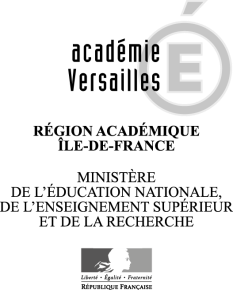 académie
Versailles
É
RÉGION ACADÉMIQUE
ÎLE-DE-FRANCE
MINISTÈRE
DE L'ÉDUCATION NATIONALE,
DE L'ENSEIGNEMENT SUPÉRIEUR
ET DE LA RECHERCHE
Liberté • Égalité • Fraternité
RÉPUBLIQUE FRANÇAISE